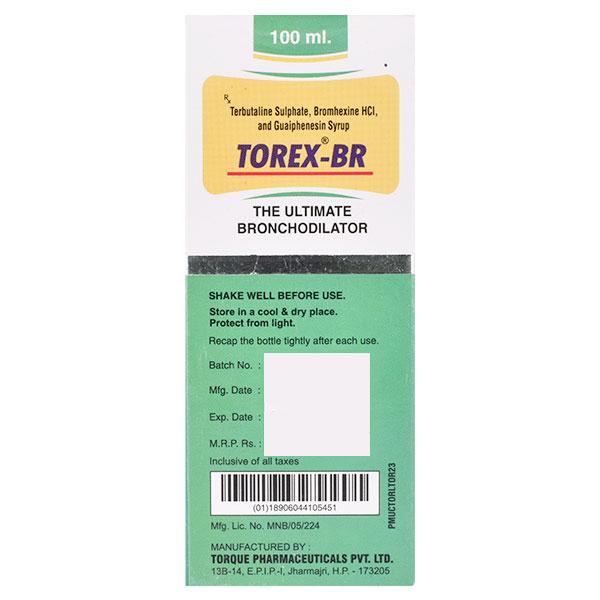 100 ml.
Rx
Terbutaline Sulphate, Bromhexine HCl,
and Guaiphenesin Syrup
TOREX®-BR
THE ULTIMATE
BRONCHODILATOR
SHAKE WELL BEFORE USE.
Store in a cool & dry place.
Protect from light.
Recap the bottle tightly after each use.
Batch No. :
Mfg. Date :
Exp. Date :
M.R.P. Rs. :
Inclusive of all taxes
(01)18906044105451
PMUCTORLTOR23
Mfg. Lic. No. MNB/05/224
MANUFACTURED BY :
TORQUE PHARMACEUTICALS PVT. LTD.
13B-14, E.P.I.P.-I, Jharmajri, H.P. - 173205